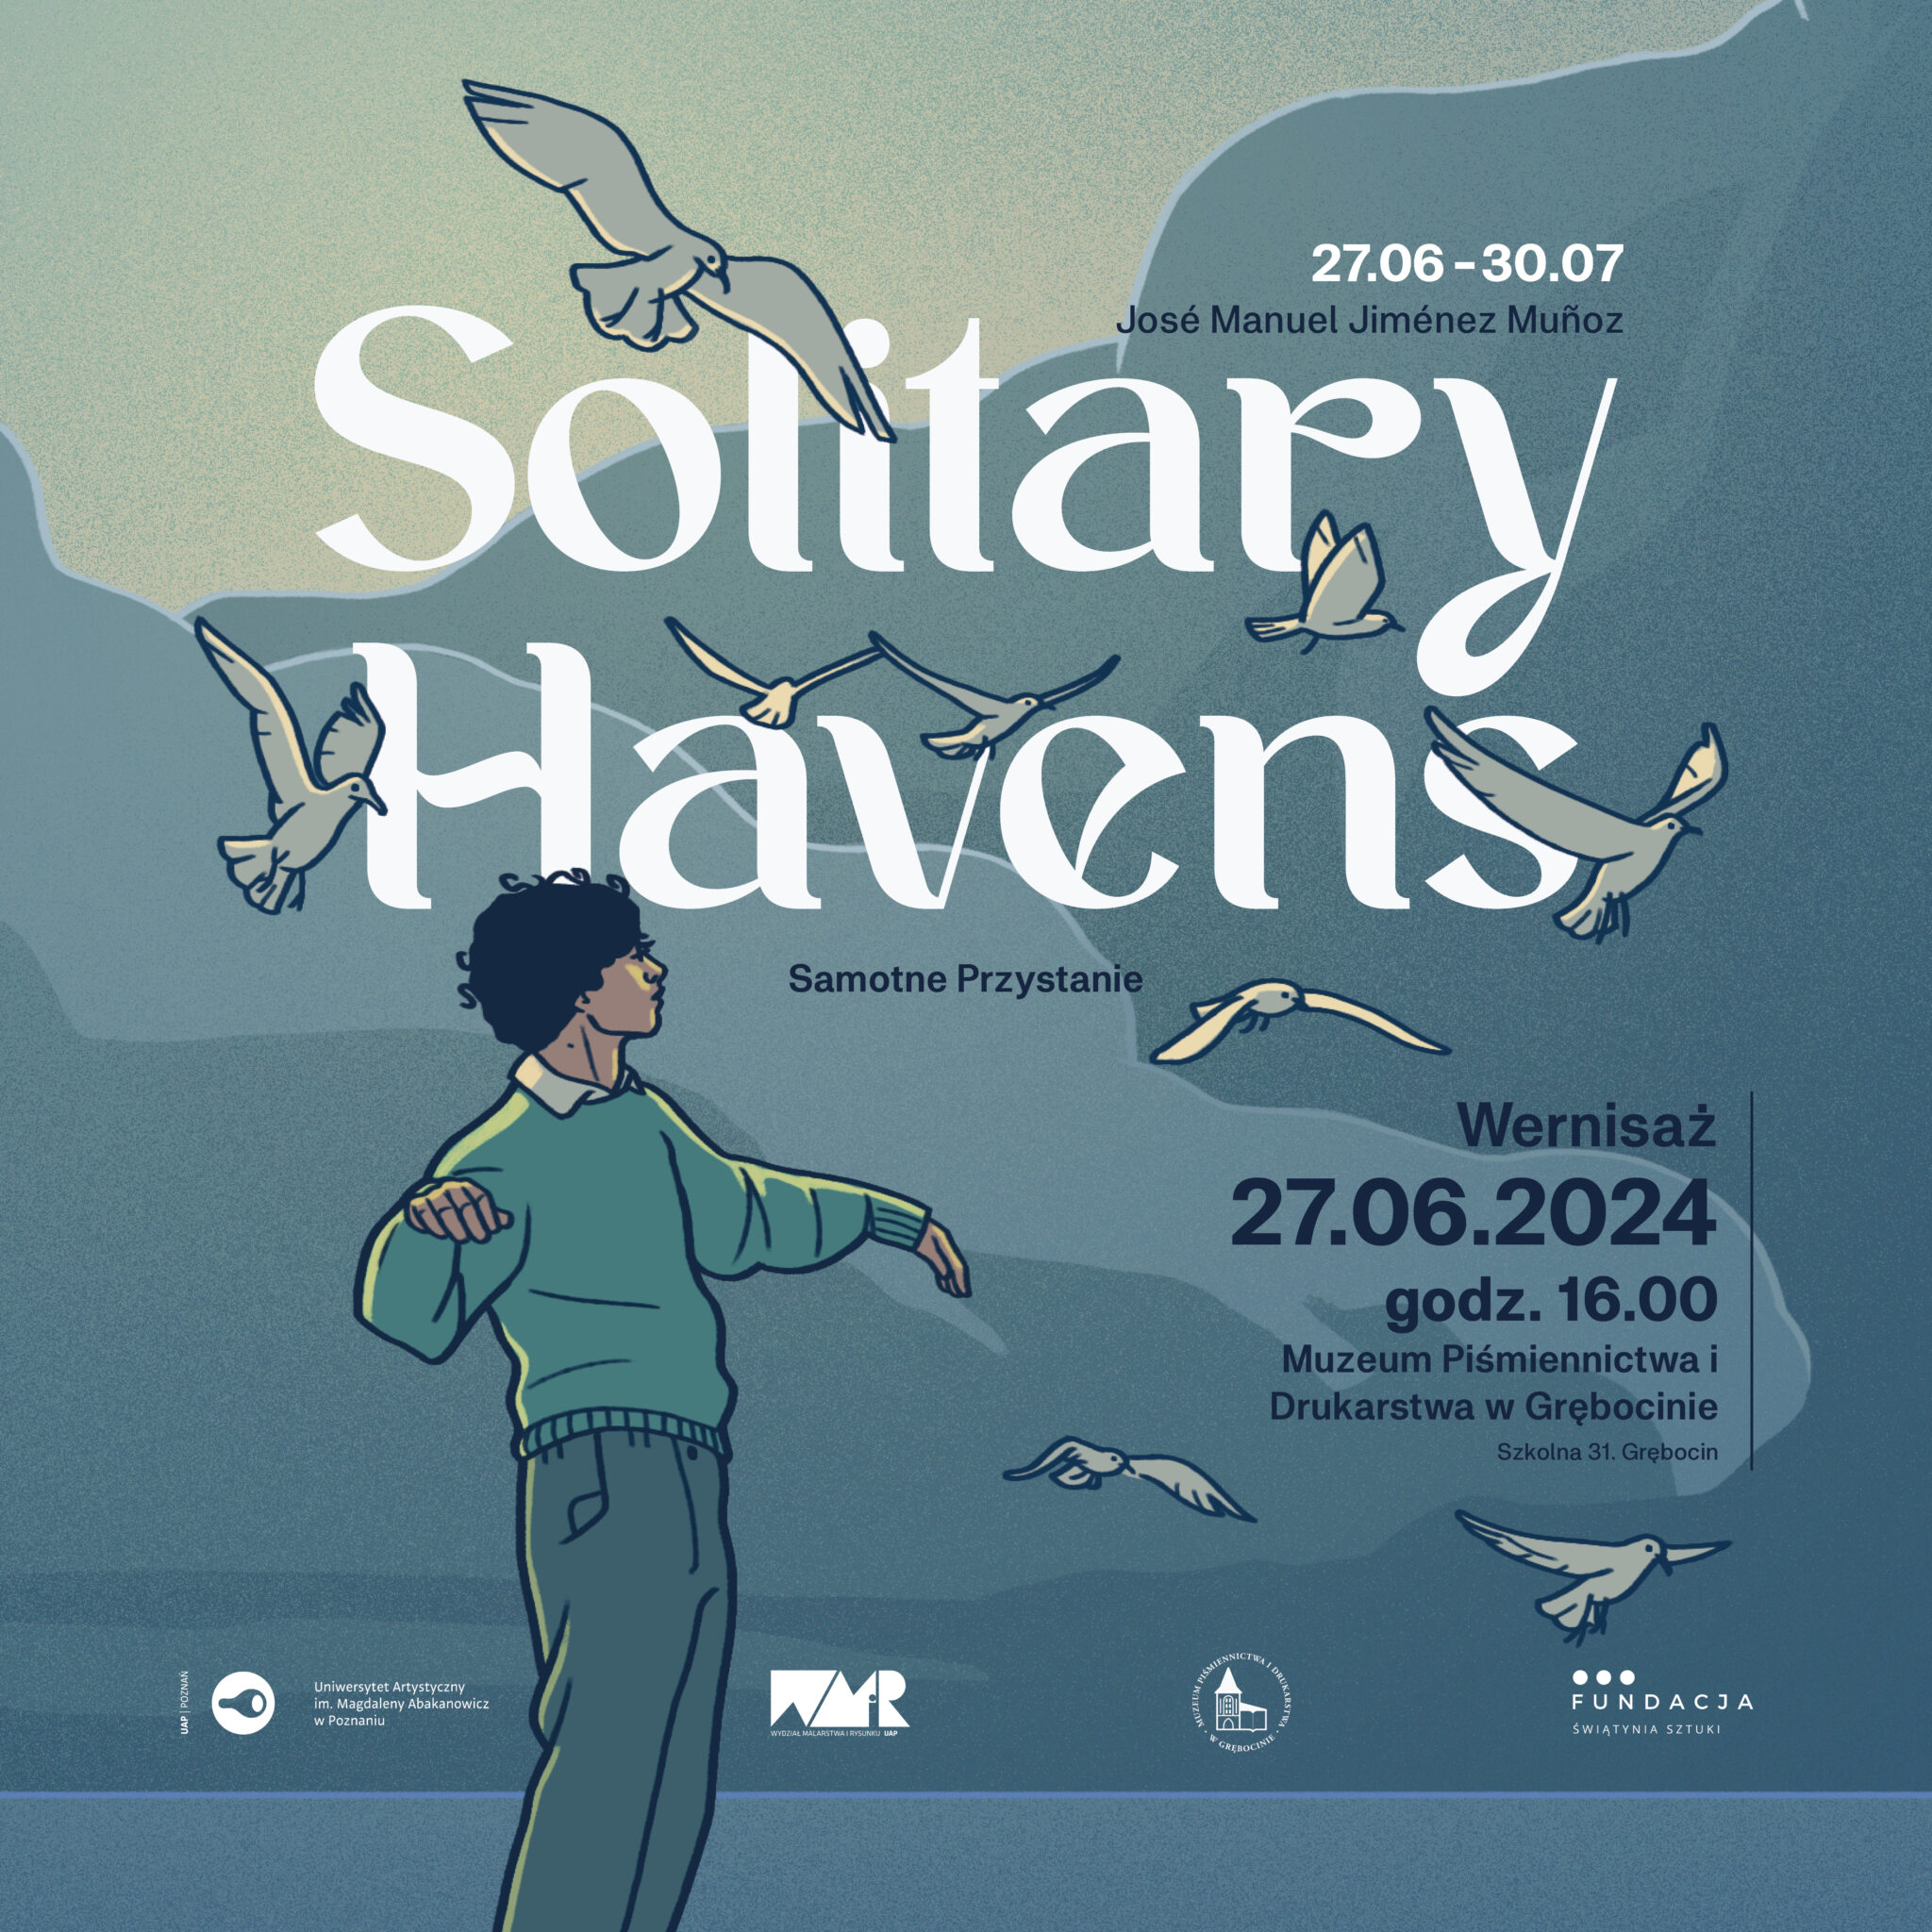 27.06 – 30.07
José Manuel Jiménez Muñoz
Solitary
Havens
Samotne Przystanie
Wernisaż
27.06.2024
godz. 16.00
Muzeum Piśmiennictwa i
Drukarstwa w Grębocinie
Szkolna 31. Grębocin
UAP | POZNAŃ
Uniwersytet Artystyczny
im. Magdaleny Abakanowicz
w Poznaniu
WMiR
WYDZIAŁ MALARSTWA I RYSUNKU UAP
MUZEUM PIŚMIENNICTWA I DRUKARSTWA
W GRĘBOCINIE
FUNDACJA
ŚWIĄTYNIA SZTUKI